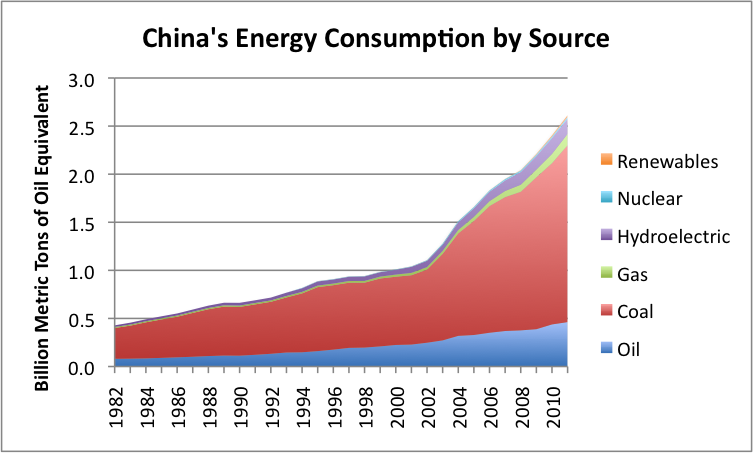 China's Energy Consumption by Source
Billion Metric Tons of Oil Equivalent
3.0
2.5
2.0
1.5
1.0
0.5
0.0
1982
1984
1986
1988
1990
1992
1994
1996
1998
2000
2002
2004
2006
2008
2010
Renewables
Nuclear
Hydroelectric
Gas
Coal
Oil